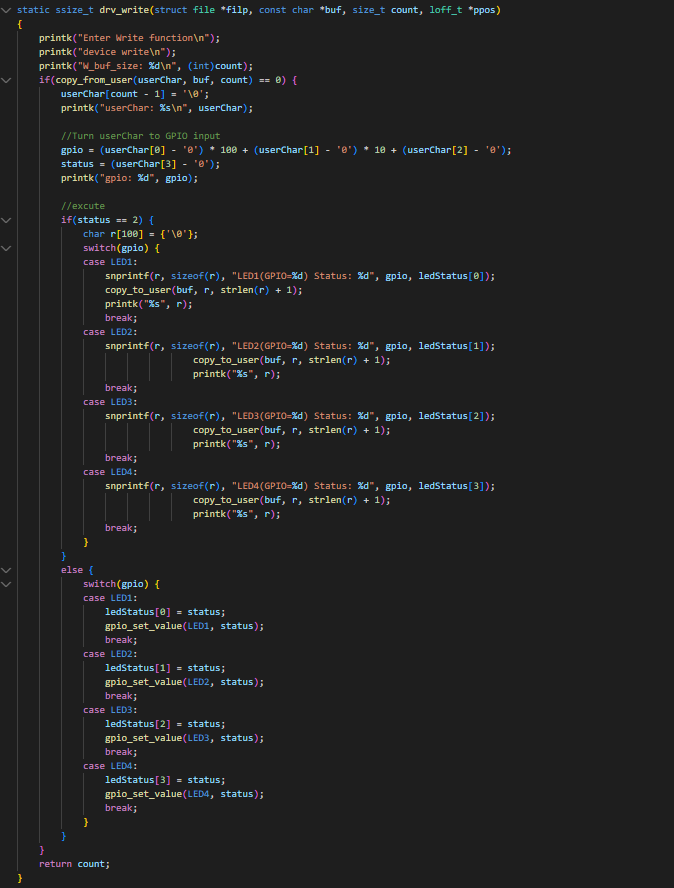 static ssize_t drv_write(struct file *filp, const char *buf, size_t count, loff_t *ppos)
{
    printk("Enter Write function\n");
    printk("device write\n");
    printk("W_buf_size: %d\n", (int)count);
    if(copy_from_user(userChar, buf, count) == 0) {
        userChar[count - 1] = '\0';
        printk("userChar: %s\n", userChar);

        //Turn userChar to GPIO input
        gpio = (userChar[0] - '0') * 100 + (userChar[1] - '0') * 10 + (userChar[2] - '0');
        status = (userChar[3] - '0');
        printk("gpio: %d", gpio);

        //excute
        if(status == 2) {
            char r[100] = {'\0'};
            switch(gpio) {
            case LED1:
                snprintf(r, sizeof(r), "LED1(GPIO=%d) Status: %d", gpio, ledStatus[0]);
                copy_to_user(buf, r, strlen(r) + 1);
                printk("%s", r);
                break;
            case LED2:
                snprintf(r, sizeof(r), "LED2(GPIO=%d) Status: %d", gpio, ledStatus[1]);
                                copy_to_user(buf, r, strlen(r) + 1);
                                printk("%s", r);
                break;
            case LED3:
                snprintf(r, sizeof(r), "LED3(GPIO=%d) Status: %d", gpio, ledStatus[2]);
                                copy_to_user(buf, r, strlen(r) + 1);
                                printk("%s", r);
                break;
            case LED4:
                snprintf(r, sizeof(r), "LED4(GPIO=%d) Status: %d", gpio, ledStatus[3]);
                                copy_to_user(buf, r, strlen(r) + 1);
                                printk("%s", r);
                break;
            }
        }
        else {
            switch(gpio) {
            case LED1:
                ledStatus[0] = status;
                gpio_set_value(LED1, status);
                break;
            case LED2:
                ledStatus[1] = status;
                gpio_set_value(LED2, status);
                break;
            case LED3:
                ledStatus[2] = status;
                gpio_set_value(LED3, status);
                break;
            case LED4:
                ledStatus[3] = status;
                gpio_set_value(LED4, status);
                break;
            }
        }
    }
    return count;
}